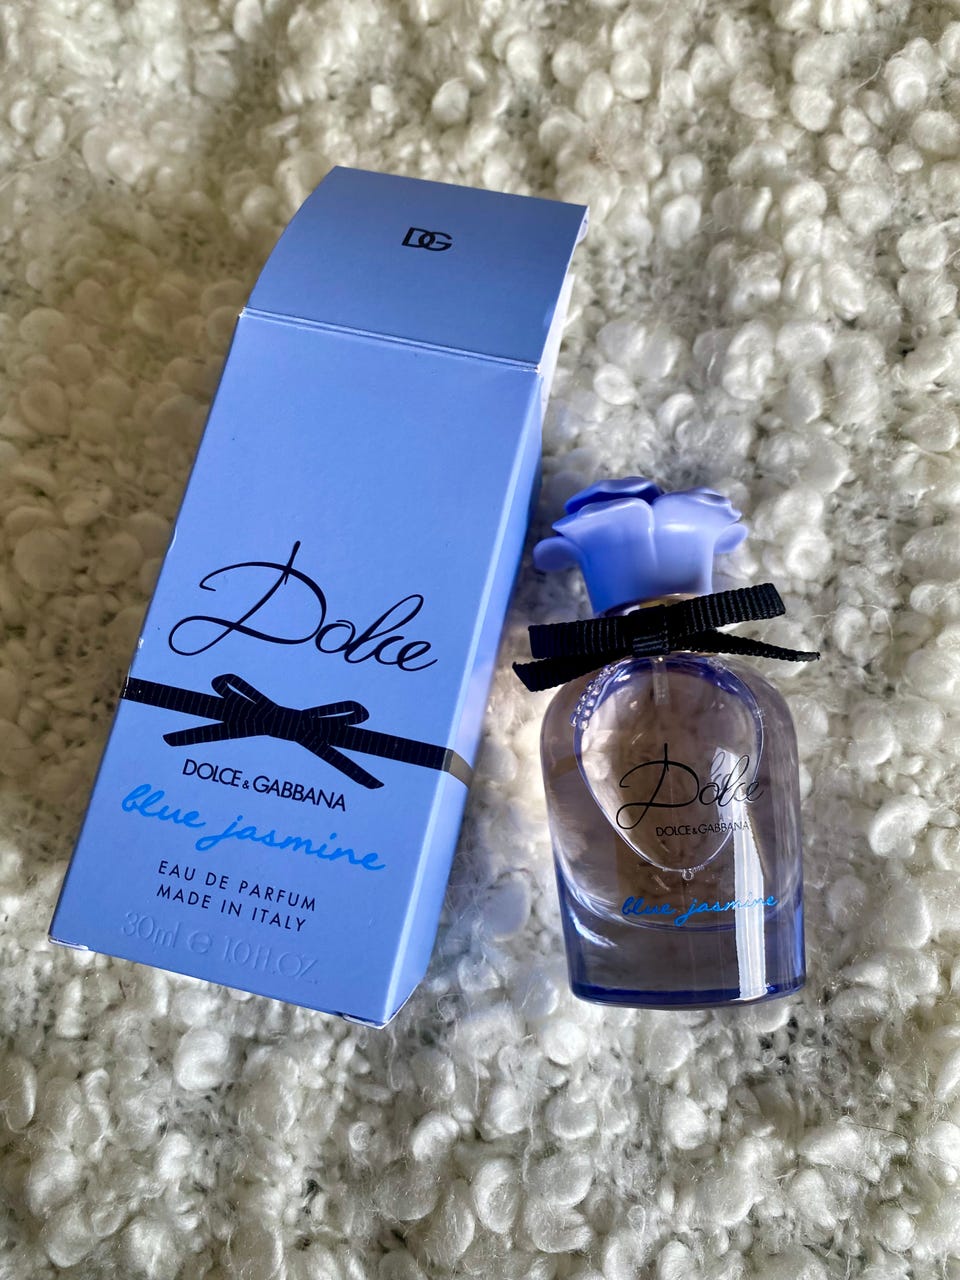 DG
Dolce
DOLCE & GABBANA
blue jasmine
EAU DE PARFUM
MADE IN ITALY
30ml e 1.0 FL.OZ.
Dolce
DOLCE & GABBANA
blue jasmine